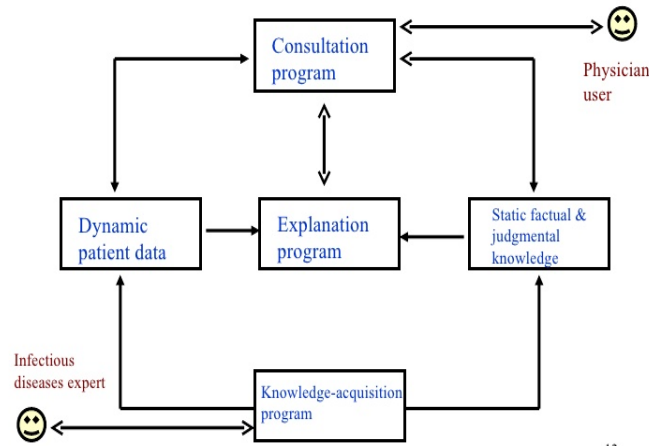 Consultation
program
Physician
user
Dynamic
patient data
Explanation
program
Static factual &
judgmental
knowledge
Infectious
diseases expert
Knowledge-acquisition
program